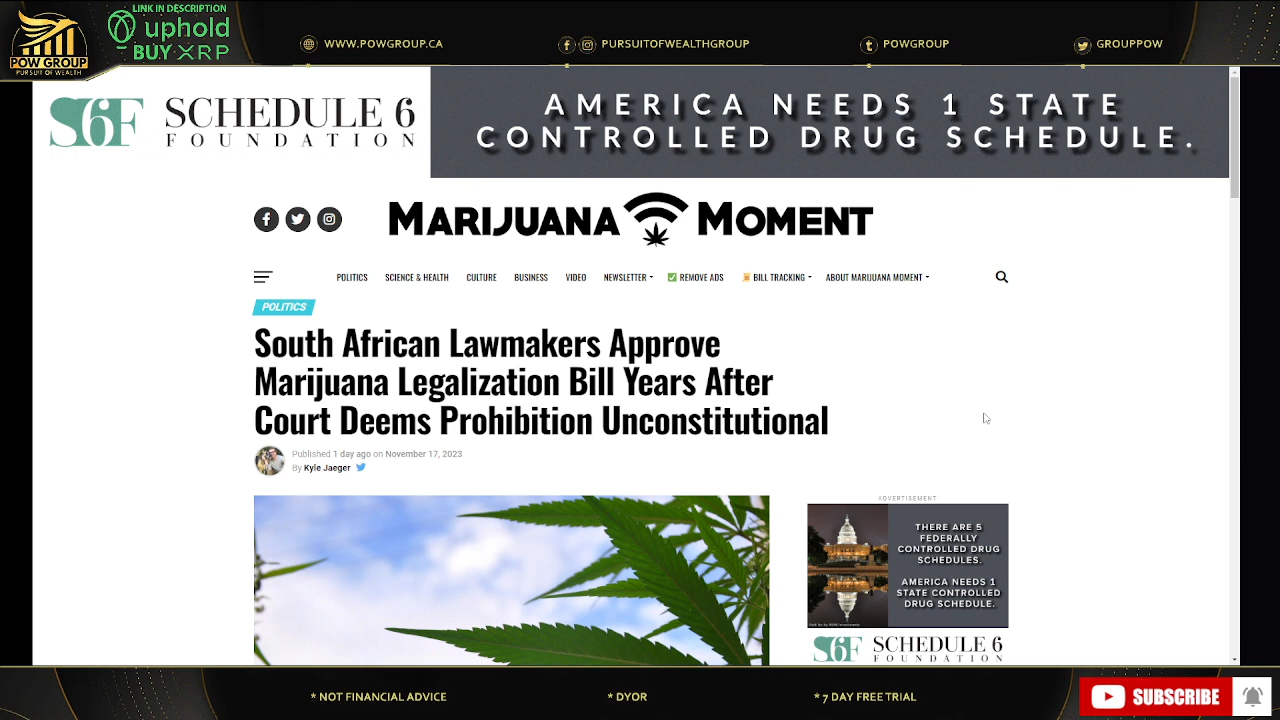 LINK IN DESCRIPTION
uphold
BUY XRP
POW GROUP
PURSUIT OF WEALTH
WWW.POWGROUP.CA
PURSUITOFWEALTHGROUP
POWGROUP
GROUPPOW
S6F SCHEDULE 6
FOUNDATION
AMERICA NEEDS 1 STATE
CONTROLLED DRUG SCHEDULE.
MARIJUANA MOMENT
POLITICS SCIENCE & HEALTH CULTURE BUSINESS VIDEO NEWSLETTER REMOVE ADS BILL TRACKING ABOUT MARIJUANA MOMENT
POLITICS
South African Lawmakers Approve
Marijuana Legalization Bill Years After
Court Deems Prohibition Unconstitutional
Published 1 day ago on November 17, 2023
By Kyle Jaeger
ADVERTISEMENT
THERE ARE 5
FEDERALLY
CONTROLLED DRUG
SCHEDULES.
AMERICA NEEDS 1
STATE CONTROLLED
DRUG SCHEDULE.
S6F SCHEDULE 6
FOUNDATION
* NOT FINANCIAL ADVICE
* DYOR
* 7 DAY FREE TRIAL
SUBSCRIBE